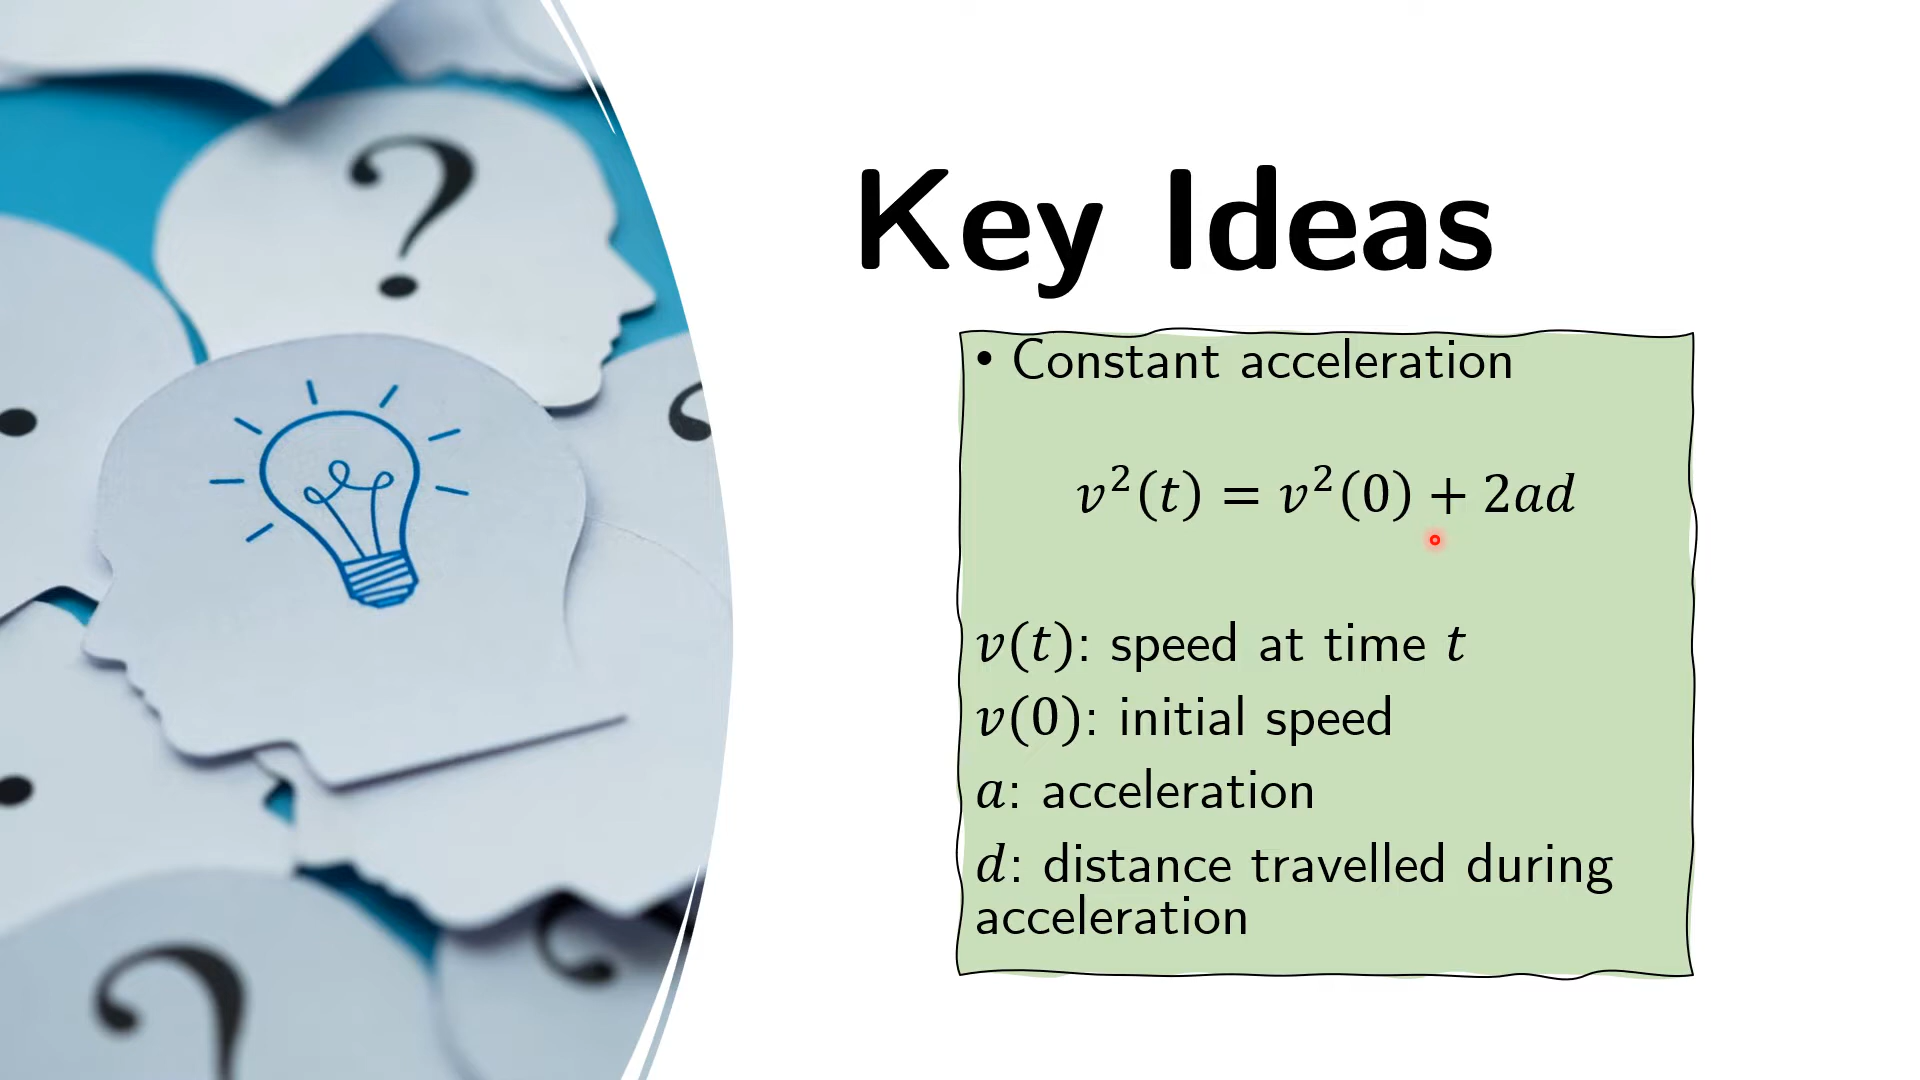 ?
Key Ideas
• Constant acceleration
v²(t) = v²(0) + 2ad
v(t): speed at time t
v(0): initial speed
a: acceleration
d: distance travelled during
acceleration
?